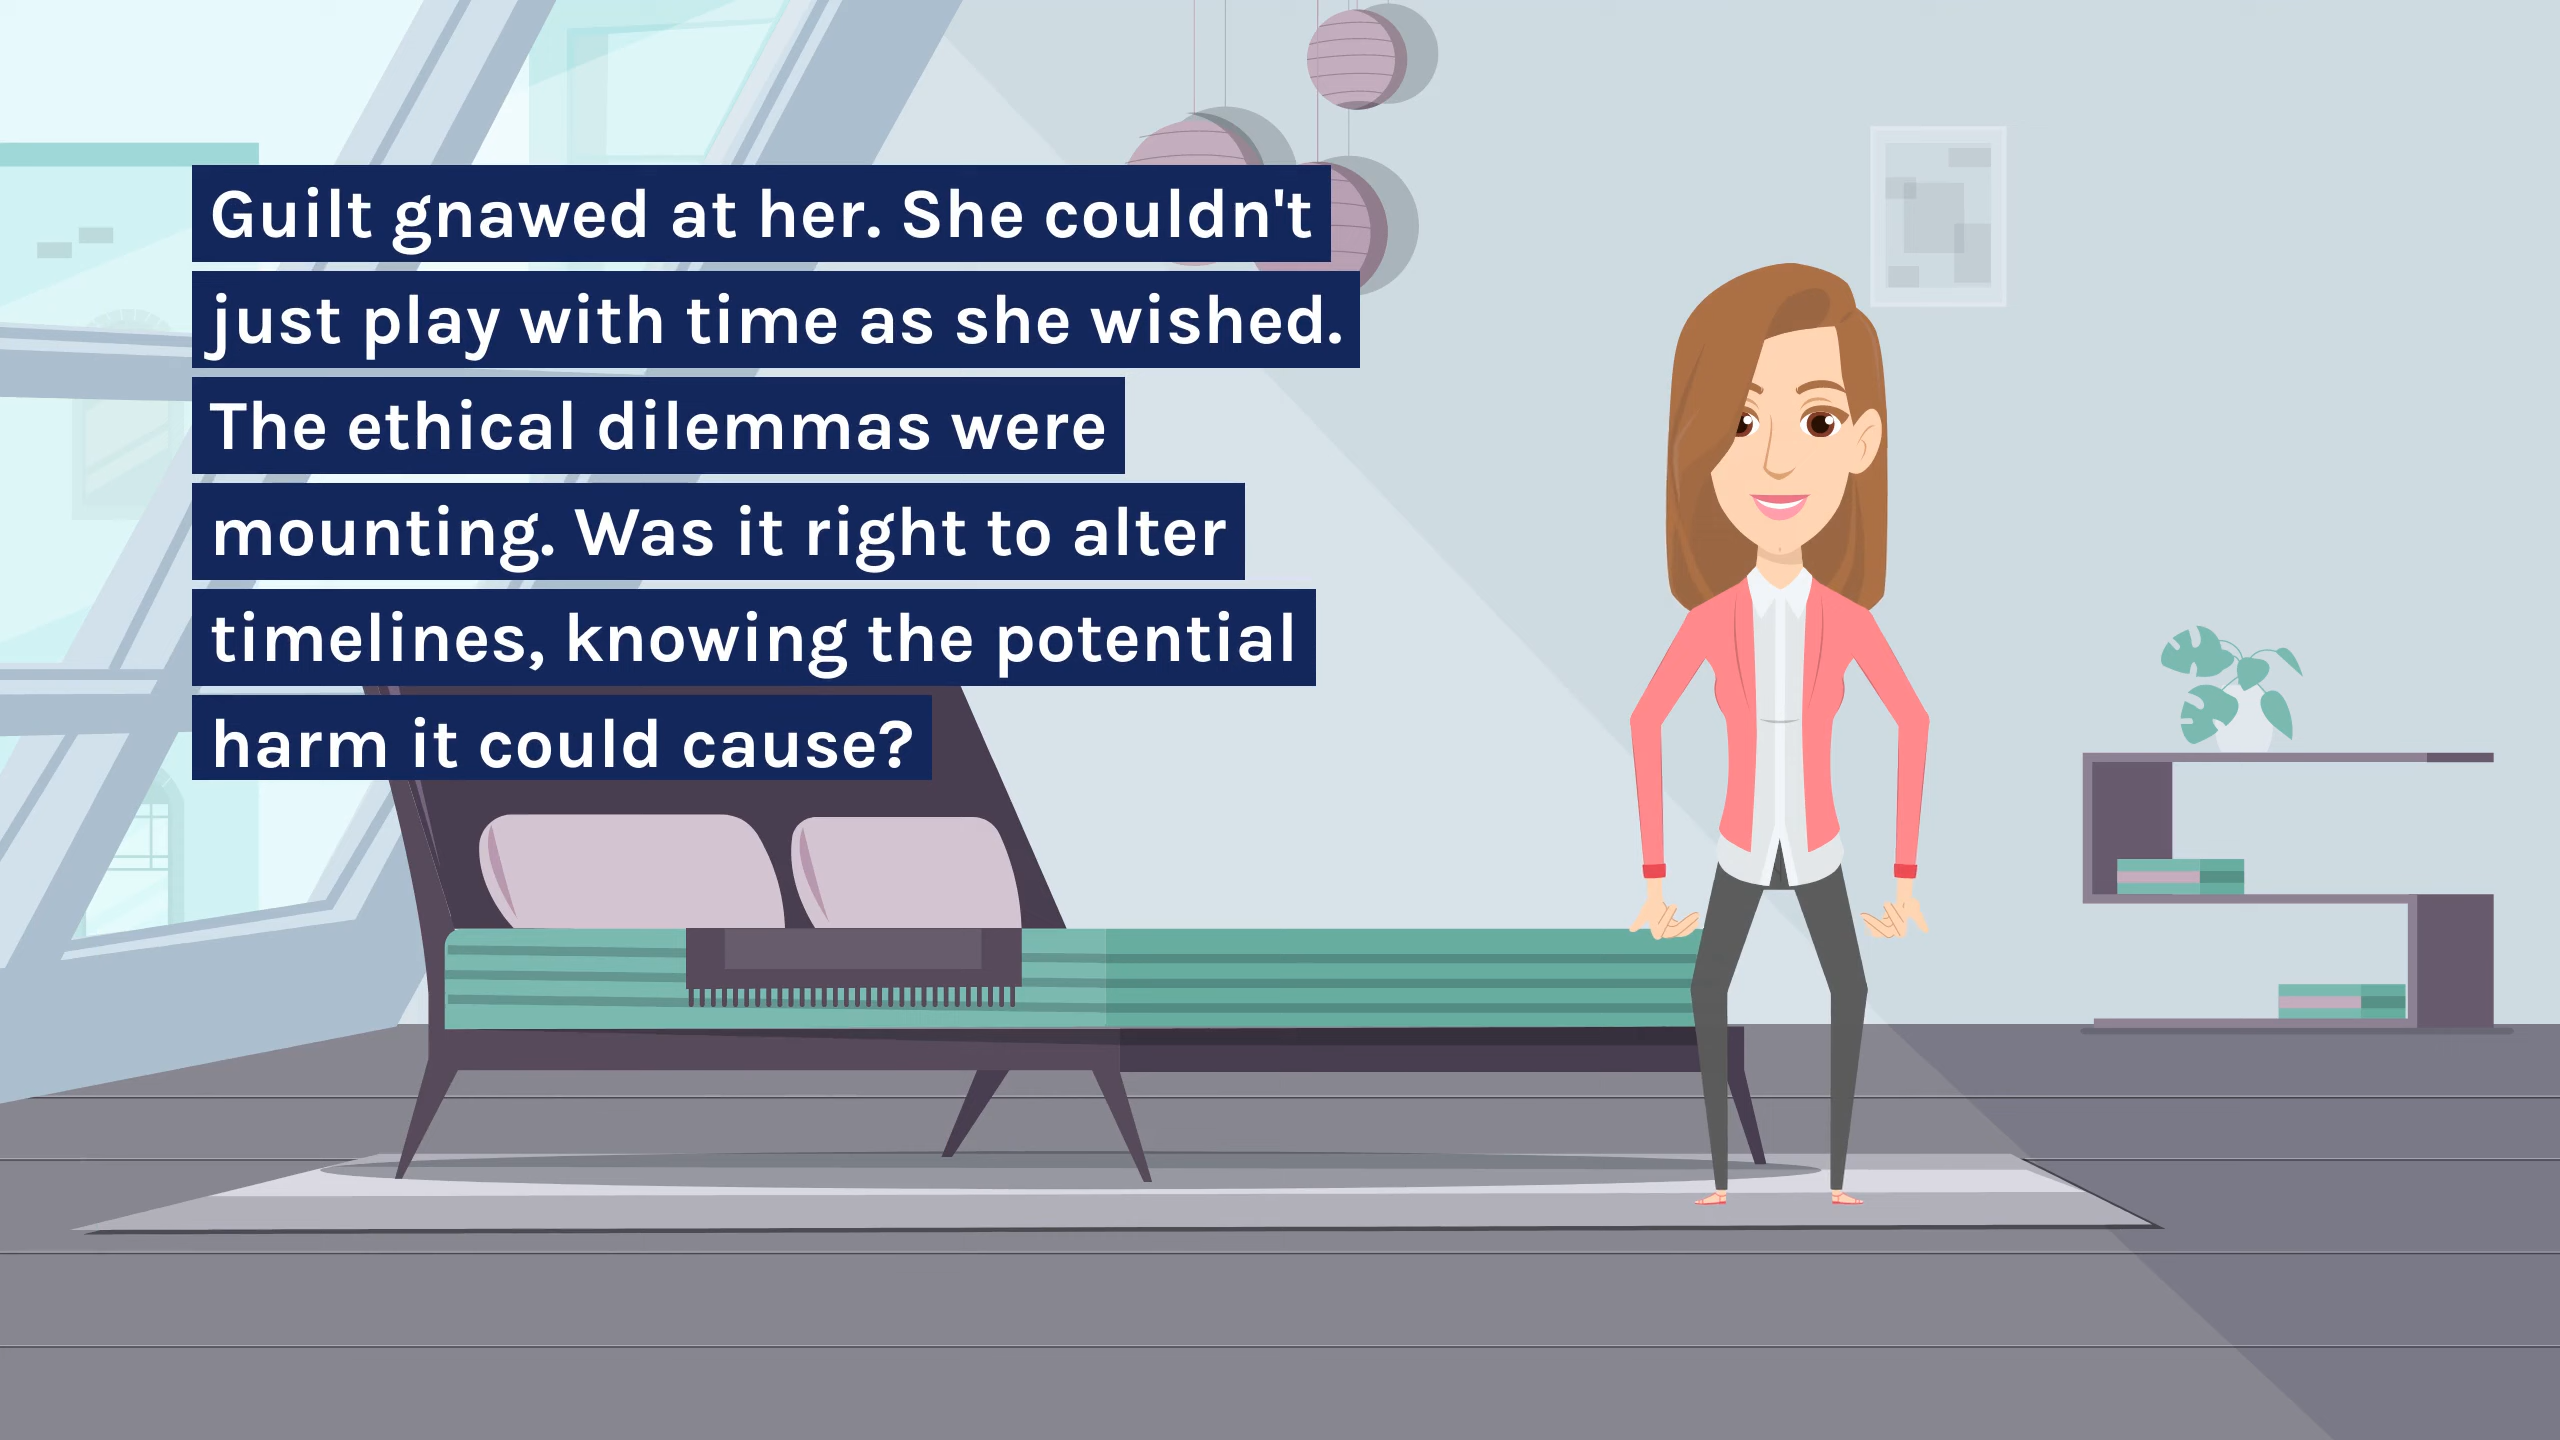 Guilt gnawed at her. She couldn't
just play with time as she wished.
The ethical dilemmas were
mounting. Was it right to alter
timelines, knowing the potential
harm it could cause?